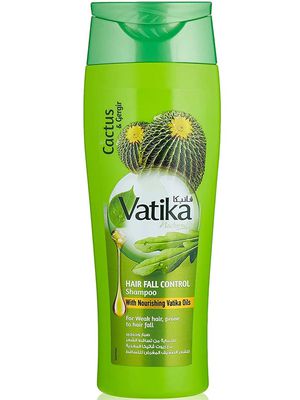 Cactus
& Gergir
فاتيكا
Vatika
HAIR FALL CONTROL
Shampoo
With Nourishing Vatika Oils
For Weak hair, prone
to hair fall